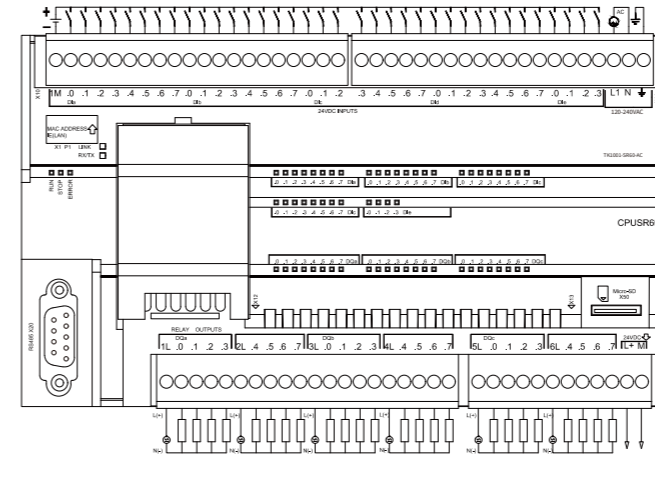 +
AC
−
X10
1M .0 .1 .2 .3 .4 .5 .6 .7 .0 .1 .2 .3 .4 .5 .6 .7 .0 .1 .2 .3 .4 .5 .6 .7 .0 .1 .2 .3 .4 .5 .6 .7 .0 .1 .2 .3 L1 N
DIa DIb DIc DId DIe
24VDC INPUTS
120-240VAC
MAC ADDRESS
IE(LAN)
X1 P1 LINK
RX/TX
TK1001-SR60-AC
RUN
STOP
ERROR
.0 .1 .2 .3 .4 .5 .6 .7 DIa .0 .1 .2 .3 .4 .5 .6 .7 DIb .0 .1 .2 .3 .4 .5 .6 .7 DIc
.0 .1 .2 .3 .4 .5 .6 .7 .0 .1 .2 .3 DIe
CPUSR6
.0 .1 .2 .3 .4 .5 .6 .7 DQa .0 .1 .2 .3 .4 .5 .6 .7 .0 .1 .2 .3 .4 .5 .6 .7
Micro-SD
X50
X12
X13
RS485 X20
RELAY OUTPUTS
DQa DQb DQc 24VDC
1L .0 .1 .2 .3 2L .4 .5 .6 .7 3L .0 .1 .2 .3 4L .4 .5 .6 .7 5L .0 .1 .2 .3 6L .4 .5 .6 .7 L+ M
L(+) L(+) L(+) L(+) L(+) L(+)
N(-) N(-) N(-) N(-) N(-) N(-)